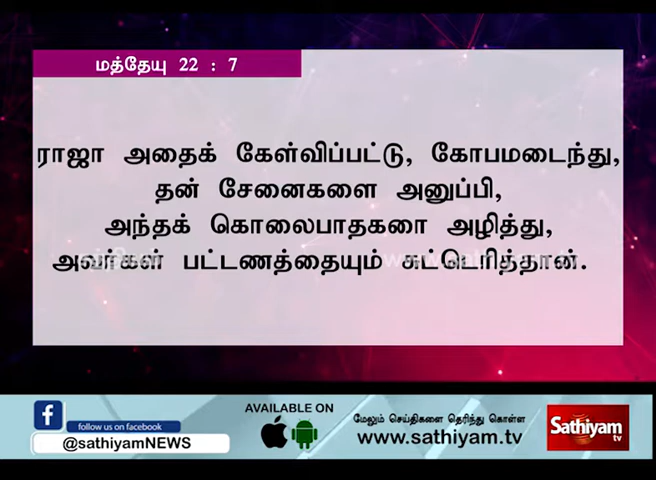 மத்தேயு 22 : 7
ராஜா அதைக் கேள்விப்பட்டு, கோபமடைந்து,
தன் சேனைகளை அனுப்பி,
அந்தக் கொலைபாதகரை அழித்து,
அவர்கள் பட்டணத்தையும் சுட்டெரித்தான்.
follow us on facebook
@sathiyamNEWS
AVAILABLE ON
மேலும் செய்திகளை தெரிந்து கொள்ள
www.sathiyam.tv
Sathiyam
tv